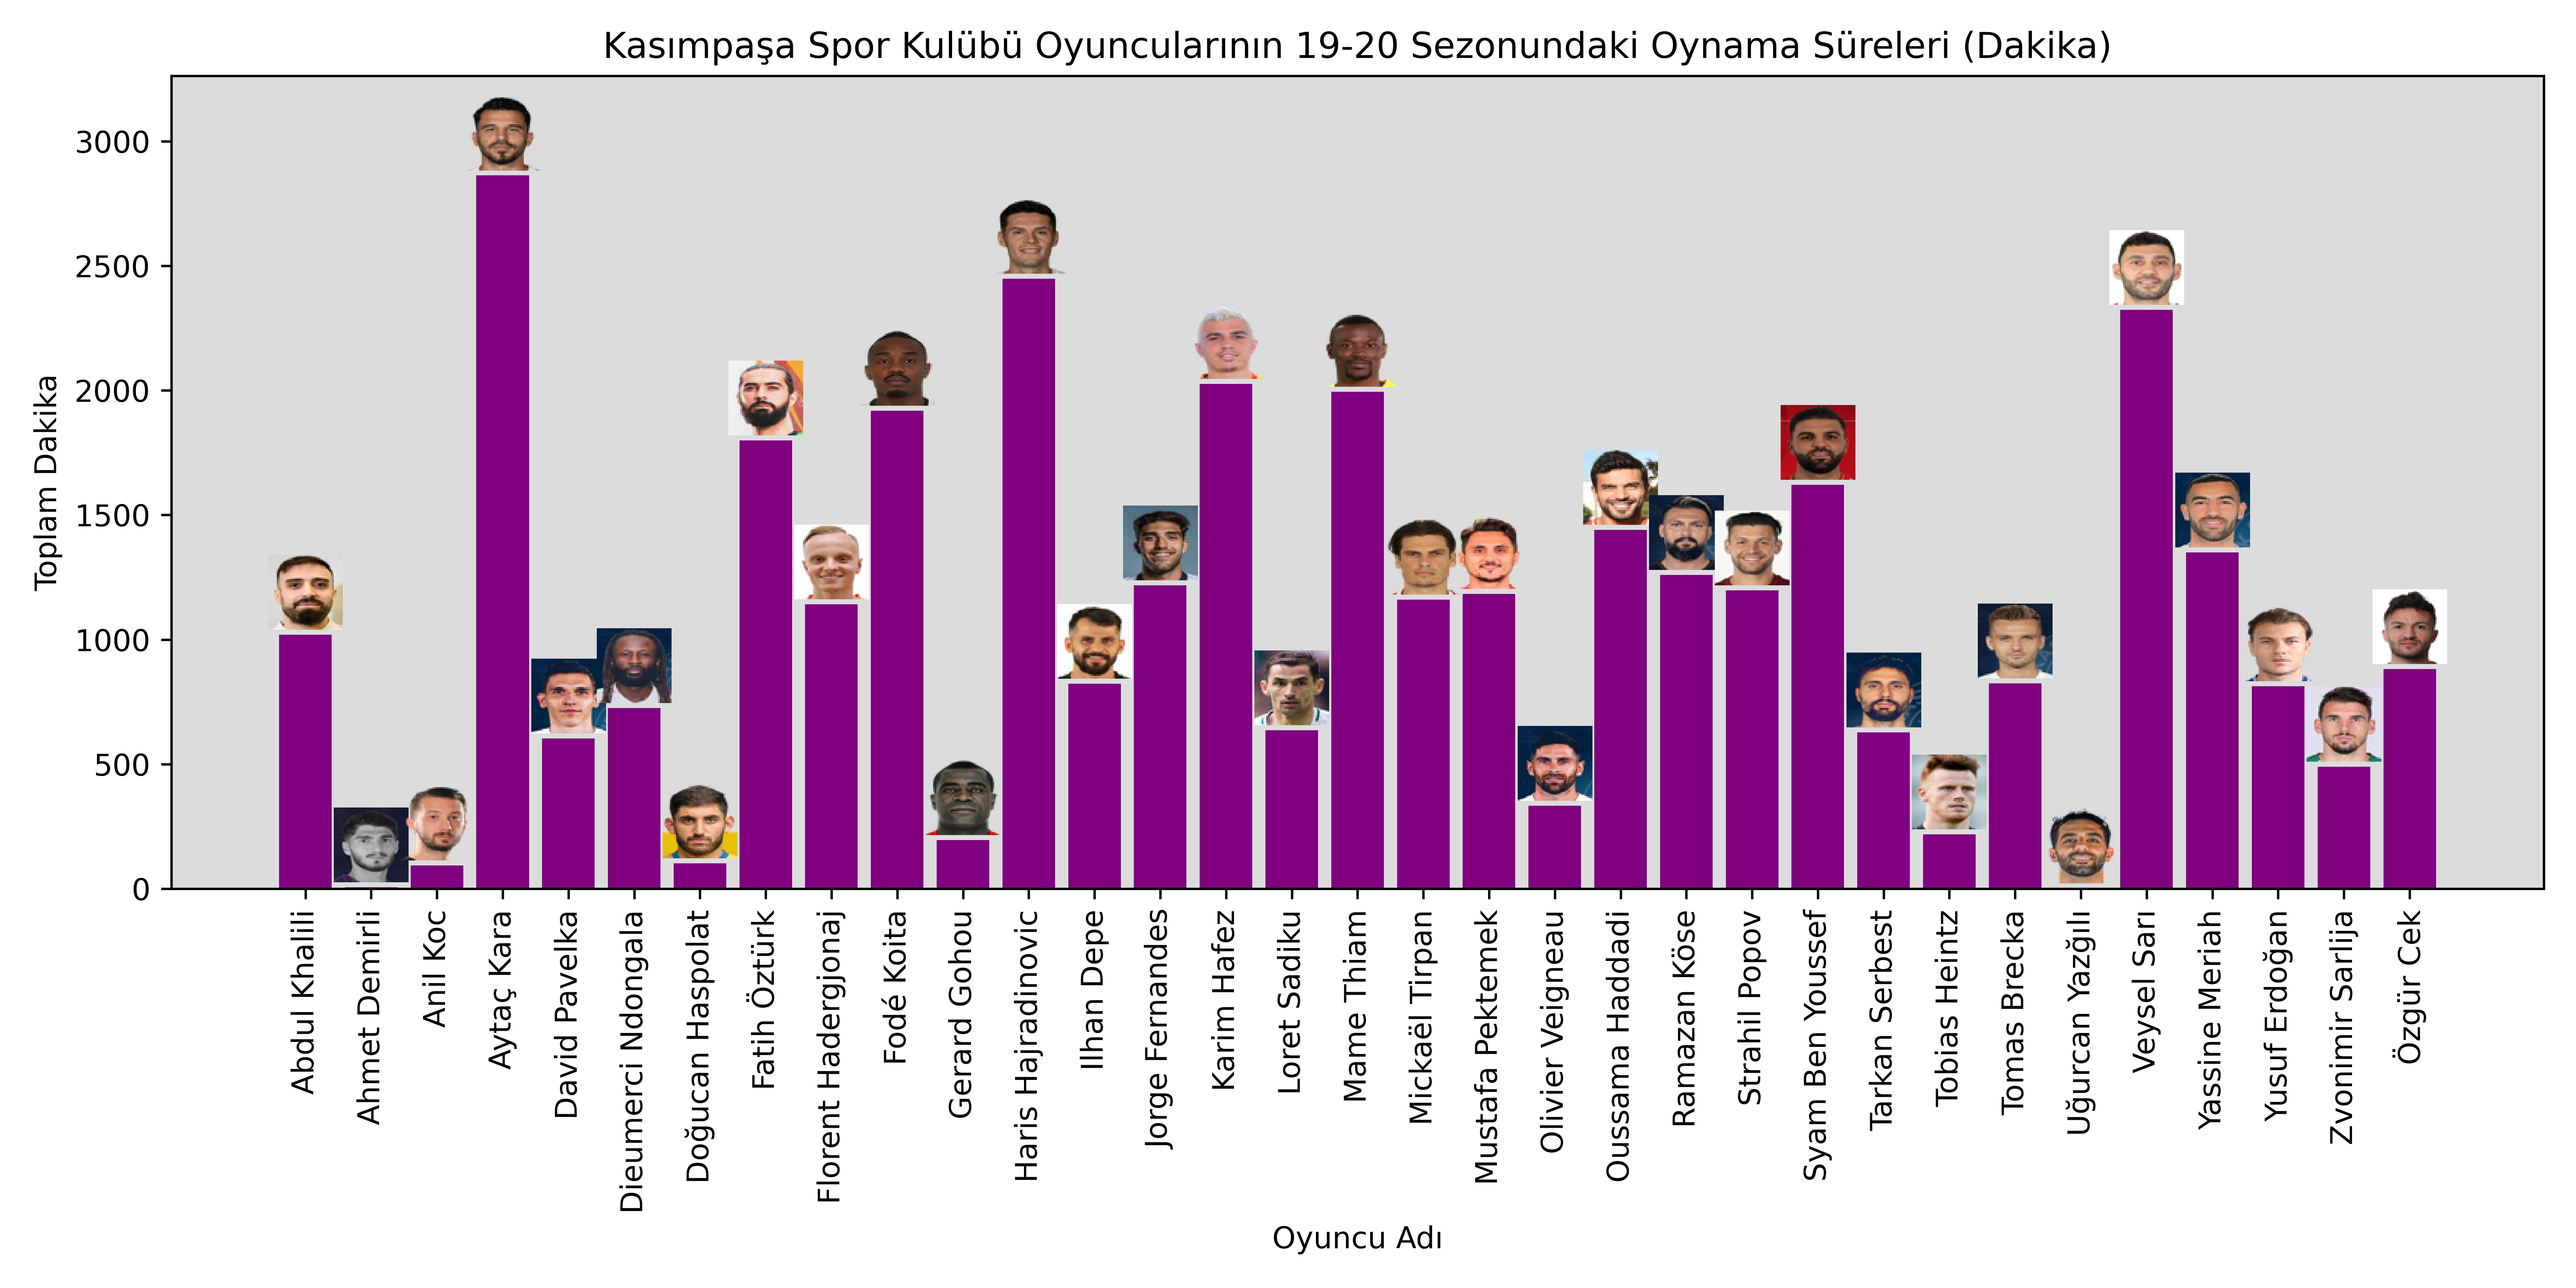 Kasımpaşa Spor Kulübü Oyuncularının 19-20 Sezonundaki Oynama Süreleri (Dakika)
Toplam Dakika
3000
2500
2000
1500
1000
500
0
Abdul Khalili
Ahmet Demirli
Anil Koc
Aytaç Kara
David Pavelka
Dieumerci Ndongala
Doğucan Haspolat
Fatih Öztürk
Florent Hadergjonaj
Fodé Koita
Gerard Gohou
Haris Hajradinovic
Ilhan Depe
Jorge Fernandes
Karim Hafez
Loret Sadiku
Mame Thiam
Mickaël Tirpan
Mustafa Pektemek
Olivier Veigneau
Oussama Haddadi
Ramazan Köse
Strahil Popov
Syam Ben Youssef
Tarkan Serbest
Tobias Heintz
Tomas Brecka
Uğurcan Yazğılı
Veysel Sarı
Yassine Meriah
Yusuf Erdoğan
Zvonimir Sarlija
Özgür Cek
Oyuncu Adı